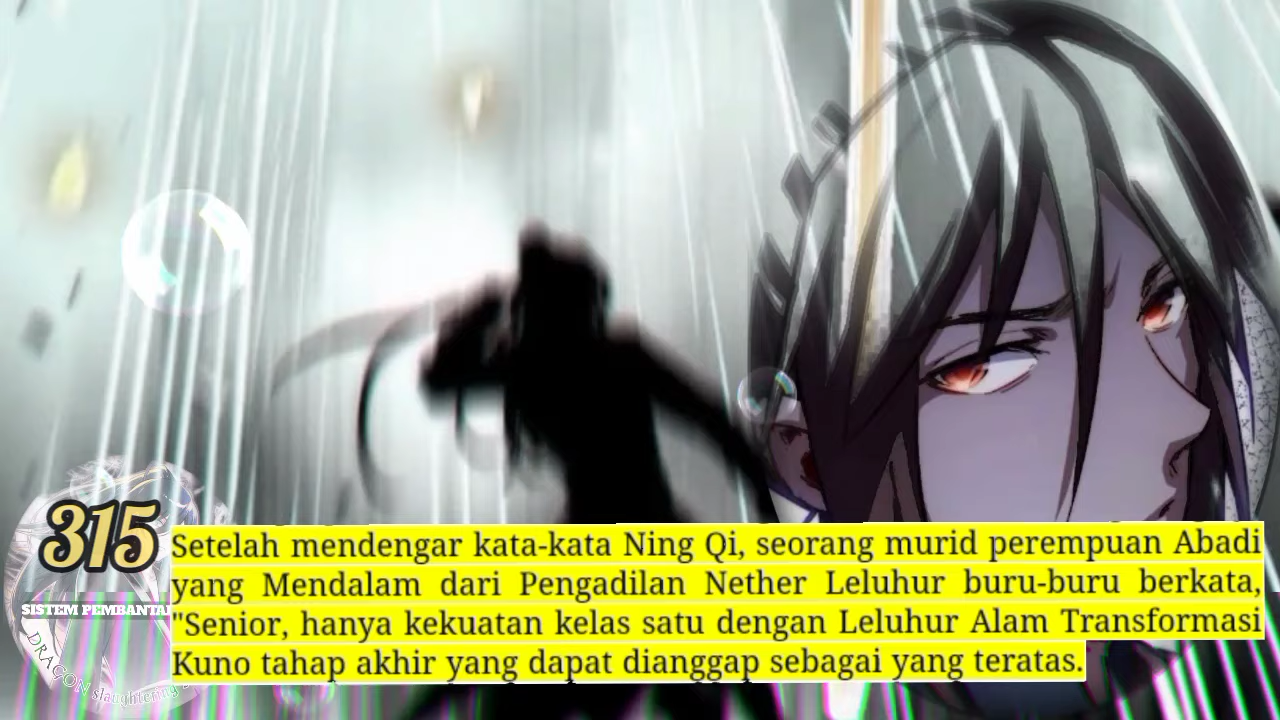 315
SISTEM PEMBANTAI
DRAGON slaughtering
Setelah mendengar kata-kata Ning Qi, seorang murid perempuan Abadi
yang Mendalam dari Pengadilan Nether Leluhur buru-buru berkata,
"Senior, hanya kekuatan kelas satu dengan Leluhur Alam Transformasi
Kuno tahap akhir yang dapat dianggap sebagai yang teratas.